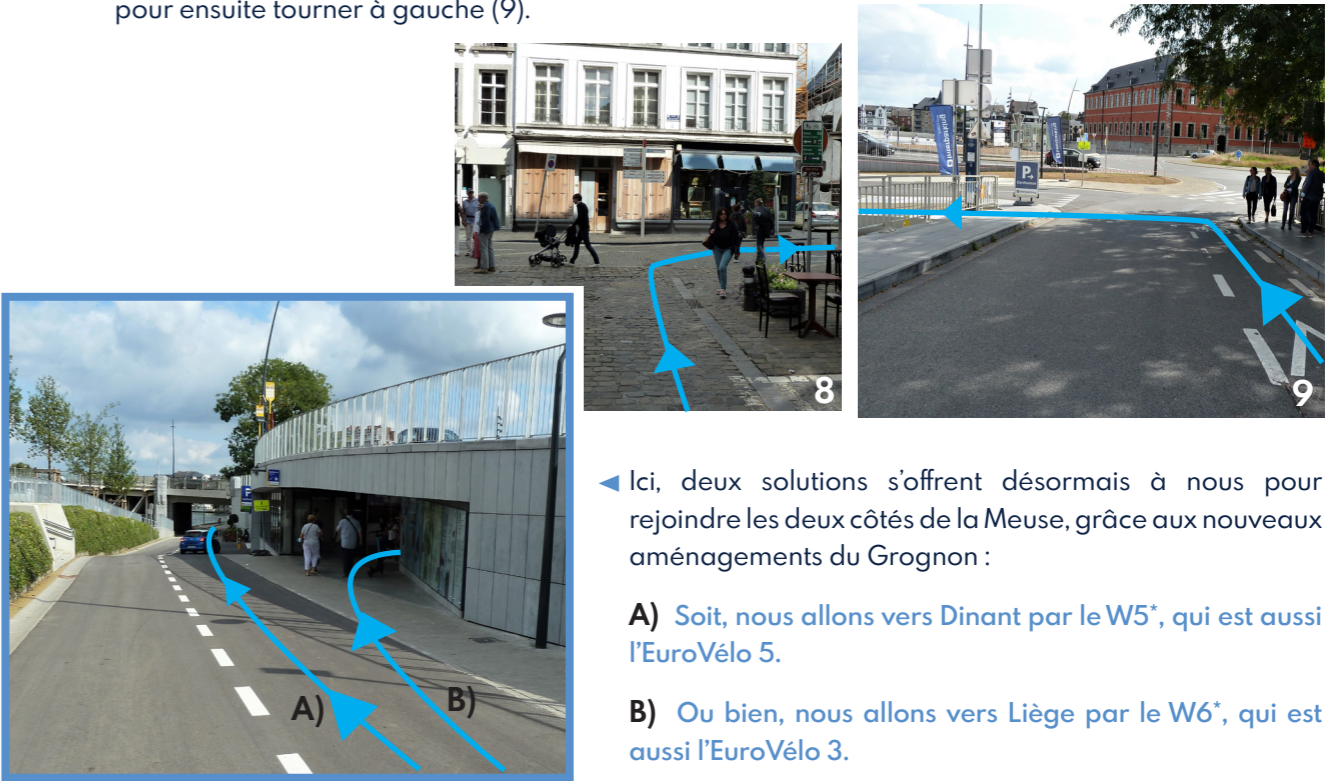 pour ensuite tourner à gauche (9).
8
9
Ici, deux solutions s’offrent désormais à nous pour
rejoindre les deux côtés de la Meuse, grâce aux nouveaux
aménagements du Grognon :
A) Soit, nous allons vers Dinant par le W5*, qui est aussi
l’EuroVélo 5.
B) Ou bien, nous allons vers Liège par le W6*, qui est
aussi l’EuroVélo 3.
A)
B)
interparking
P